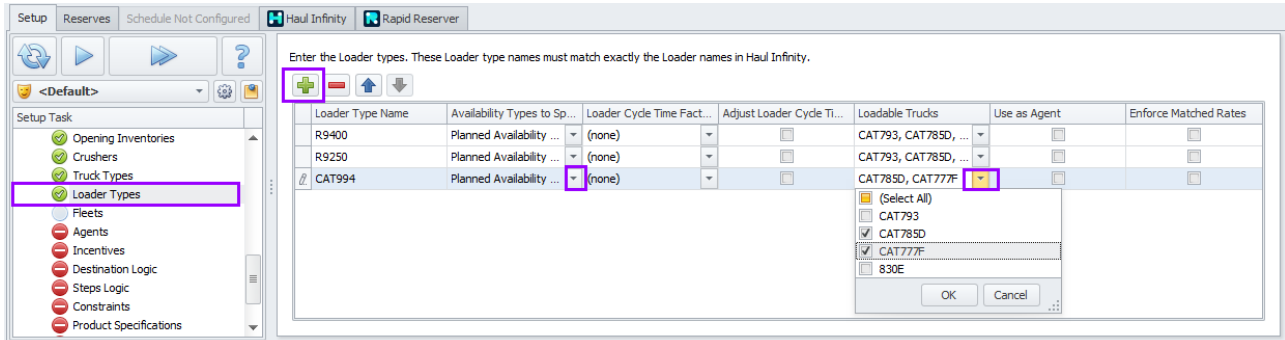 Setup Reserves Schedule Not Configured Haul Infinity Rapid Reserver
<Default>
Setup Task
Opening Inventories
Crushers
Truck Types
Loader Types
Fleets
Agents
Incentives
Destination Logic
Steps Logic
Constraints
Product Specifications
Enter the Loader types. These Loader type names must match exactly the Loader names in Haul Infinity.
Loader Type Name Availability Types to Sp... Loader Cycle Time Fact... Adjust Loader Cycle Ti... Loadable Trucks Use as Agent Enforce Matched Rates
R9400 Planned Availability ... (none) CAT793, CAT785D, ...
R9250 Planned Availability ... (none) CAT793, CAT785D, ...
CAT994 Planned Availability ... (none) CAT785D, CAT777F
(Select All)
CAT793
CAT785D
CAT777F
830E
OK Cancel